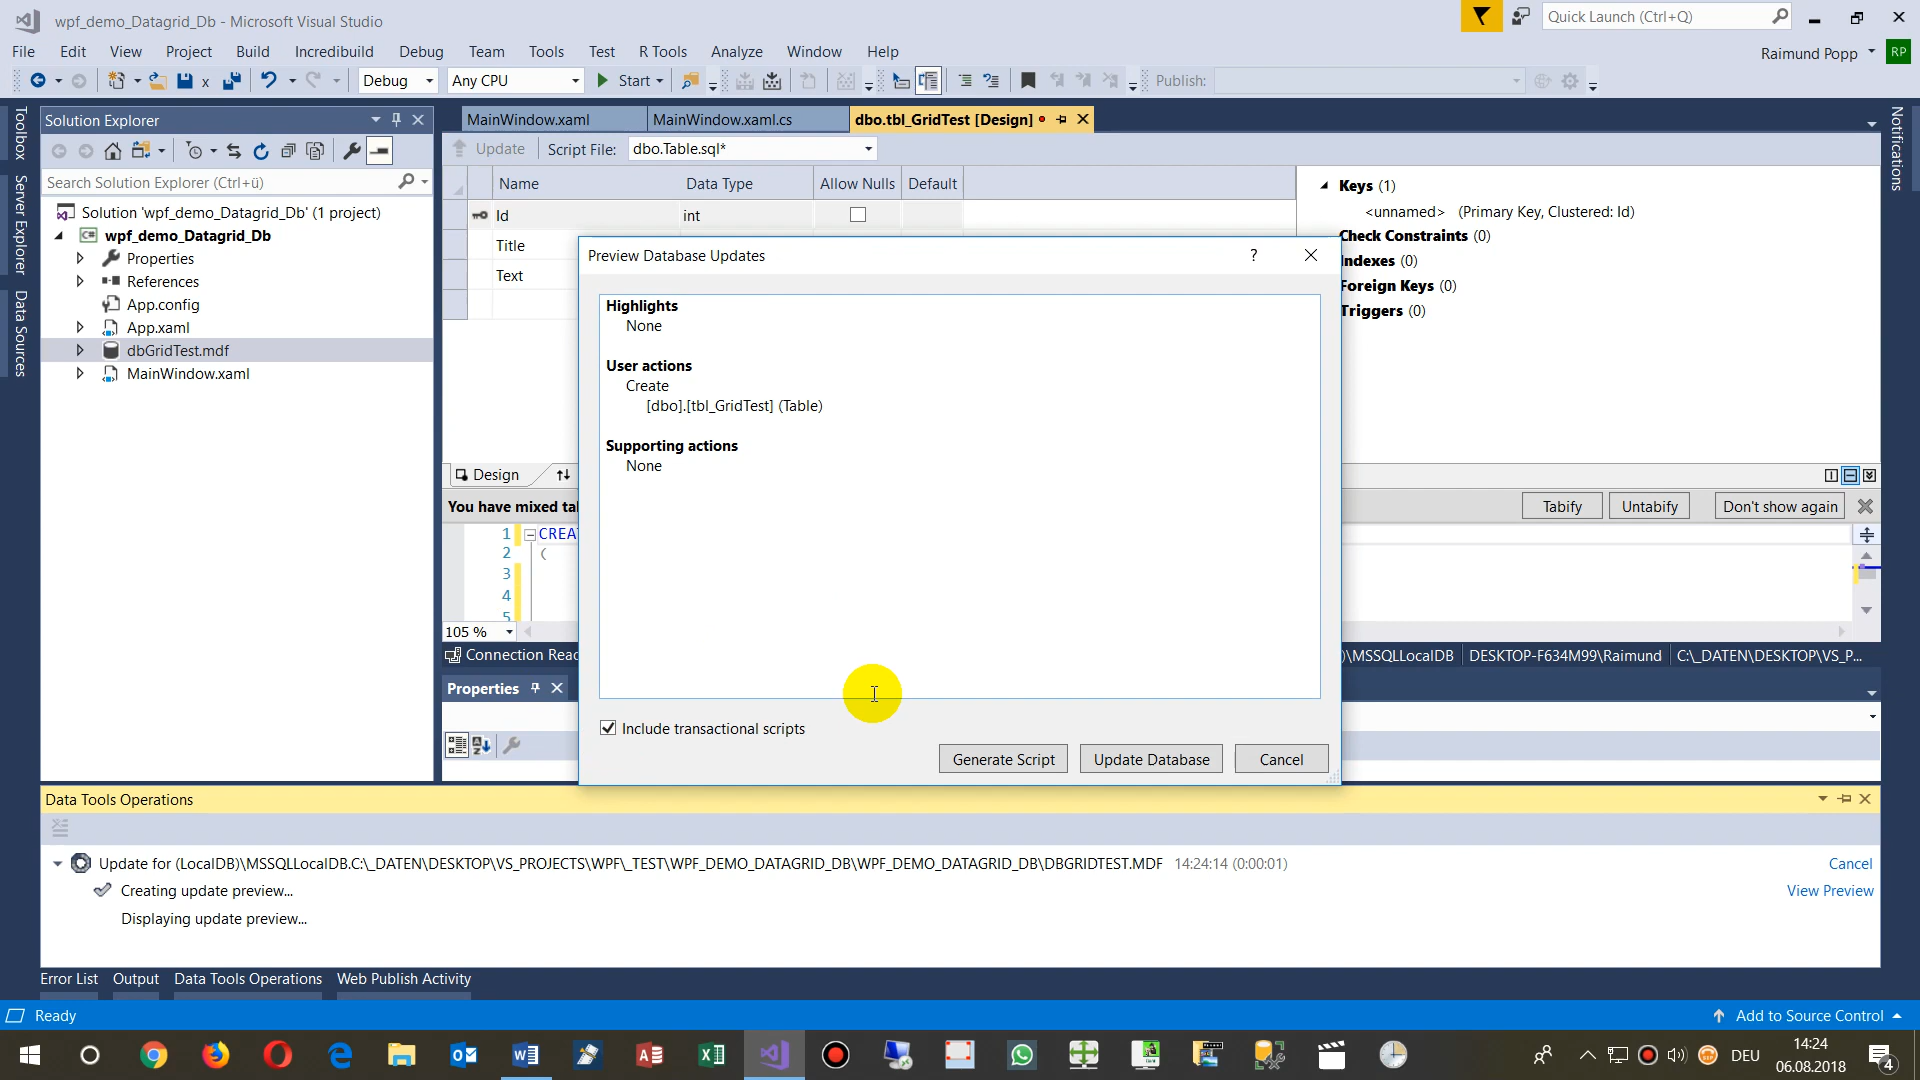 wpf_demo_Datagrid_Db - Microsoft Visual Studio
Quick Launch (Ctrl+Q)
File Edit View Project Build Incredibuild Debug Team Tools Test R Tools Analyze Window Help
Raimund Popp RP
Debug Any CPU Start Publish:
Toolbox
Server Explorer
Data Sources
Notifications
Solution Explorer
Search Solution Explorer (Ctrl+ü)
Solution 'wpf_demo_Datagrid_Db' (1 project)
C# wpf_demo_Datagrid_Db
Properties
References
App.config
App.xaml
dbGridTest.mdf
MainWindow.xaml
MainWindow.xaml MainWindow.xaml.cs dbo.tbl_GridTest [Design]
Update Script File: dbo.Table.sql*
Name Data Type Allow Nulls Default
Id int
Title
Text
Keys (1)
<unnamed> (Primary Key, Clustered: Id)
Check Constraints (0)
Indexes (0)
Foreign Keys (0)
Triggers (0)
Preview Database Updates ?
Highlights
None
User actions
Create
[dbo].[tbl_GridTest] (Table)
Supporting actions
None
Include transactional scripts
Generate Script Update Database Cancel
Design
You have mixed ta
Tabify Untabify Don't show again
1 CREA
2 (
3
4
5
105 %
Connection Read
)\MSSQLLocalDB DESKTOP-F634M99\Raimund C:\_DATEN\DESKTOP\VS_P...
Properties
Data Tools Operations
Update for (LocalDB)\MSSQLLocalDB.C:\_DATEN\DESKTOP\VS_PROJECTS\WPF\_TEST\WPF_DEMO_DATAGRID_DB\WPF_DEMO_DATAGRID_DB\DBGRIDTEST.MDF 14:24:14 (0:00:01) Cancel
Creating update preview... View Preview
Displaying update preview...
Error List Output Data Tools Operations Web Publish Activity
Ready Add to Source Control
DEU
14:24
06.08.2018
4